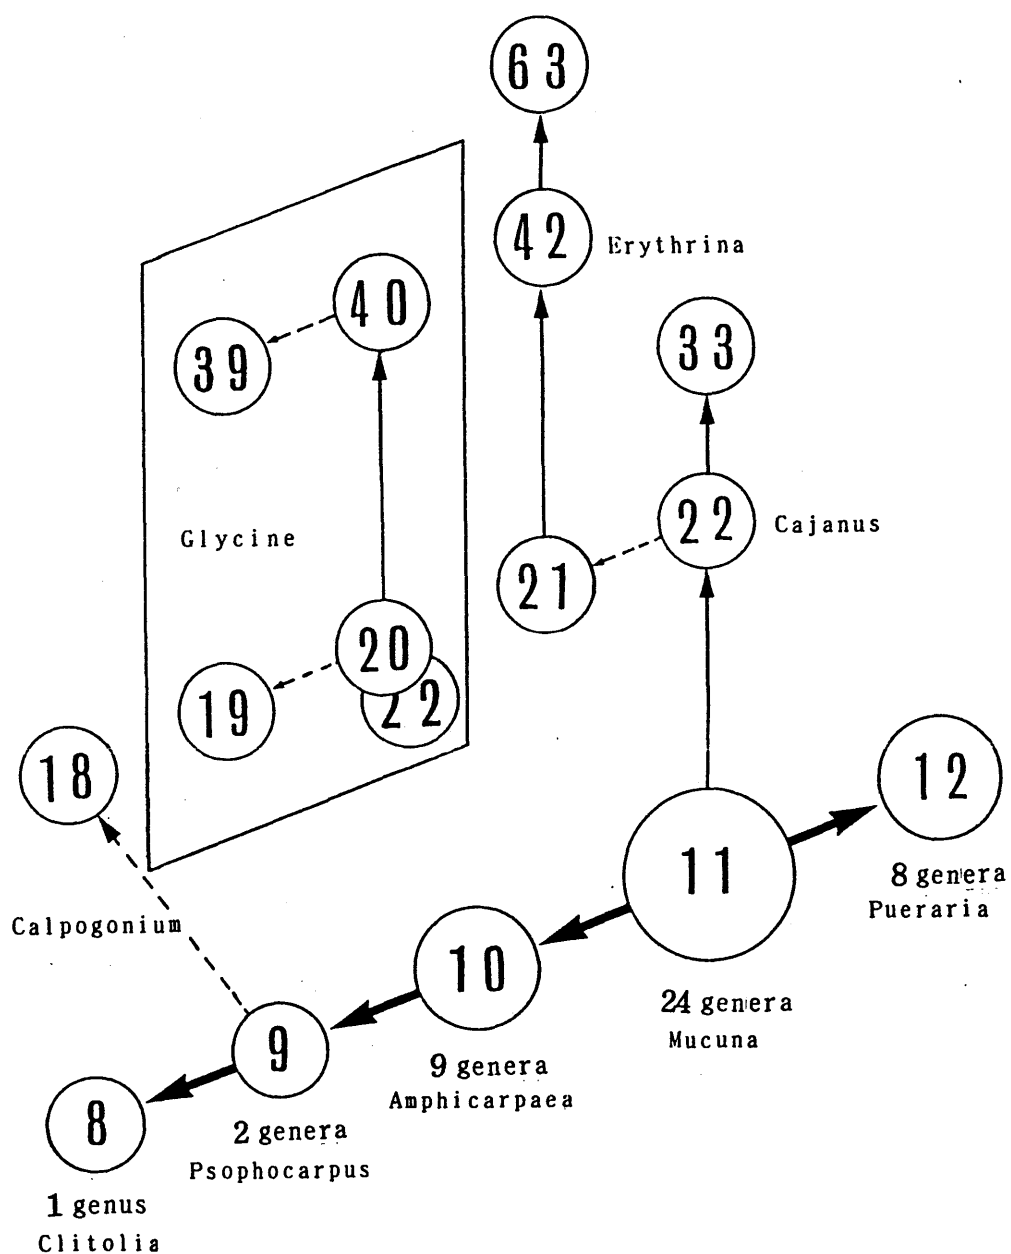 63
42
Erythrina
40
39
33
22
Cajanus
Glycine
21
20
19
22
18
12
11
8 genera
Pueraria
Calpogonium
10
24 genera
Mucuna
9
9 genera
Amphicarpaea
8
2 genera
Psophocarpus
1 genus
Clitolia